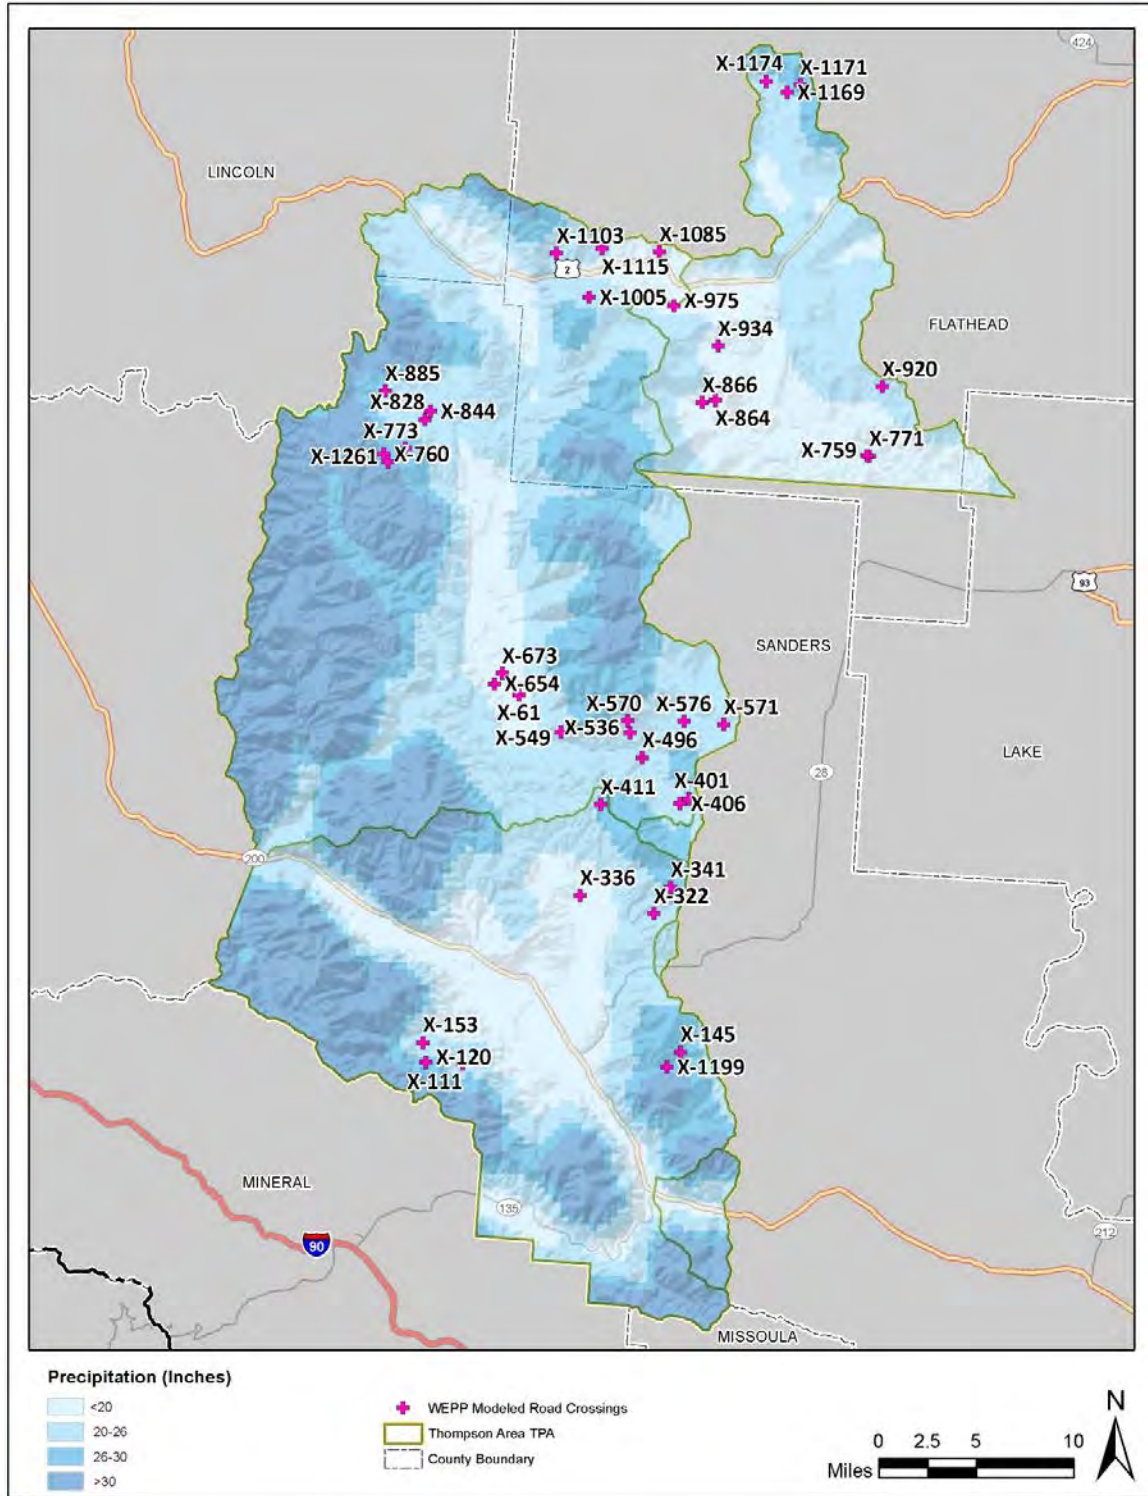 424
X-1174
X-1171
X-1169
LINCOLN
X-1103
X-1085
2
X-1115
X-1005
X-975
X-934
FLATHEAD
X-885
X-866
X-920
X-828
X-844
X-864
X-773
X-771
X-1261
X-760
X-759
93
SANDERS
X-673
X-654
X-61
X-570
X-576
X-571
X-549
X-536
X-496
LAKE
28
X-411
X-401
X-406
200
X-341
X-336
X-322
X-153
X-145
X-120
X-1199
X-111
MINERAL
135
90
212
MISSOULA
Precipitation (Inches)
<20
20-26
26-30
>30
WEPP Modeled Road Crossings
Thompson Area TPA
County Boundary
N
0 2.5 5 10
Miles